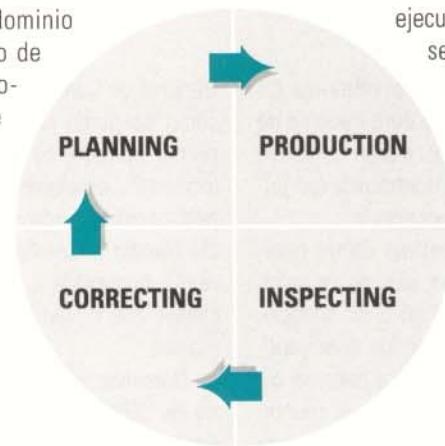 dominio
o de
ejecu
se
PLANNING
PRODUCTION
CORRECTING
INSPECTING